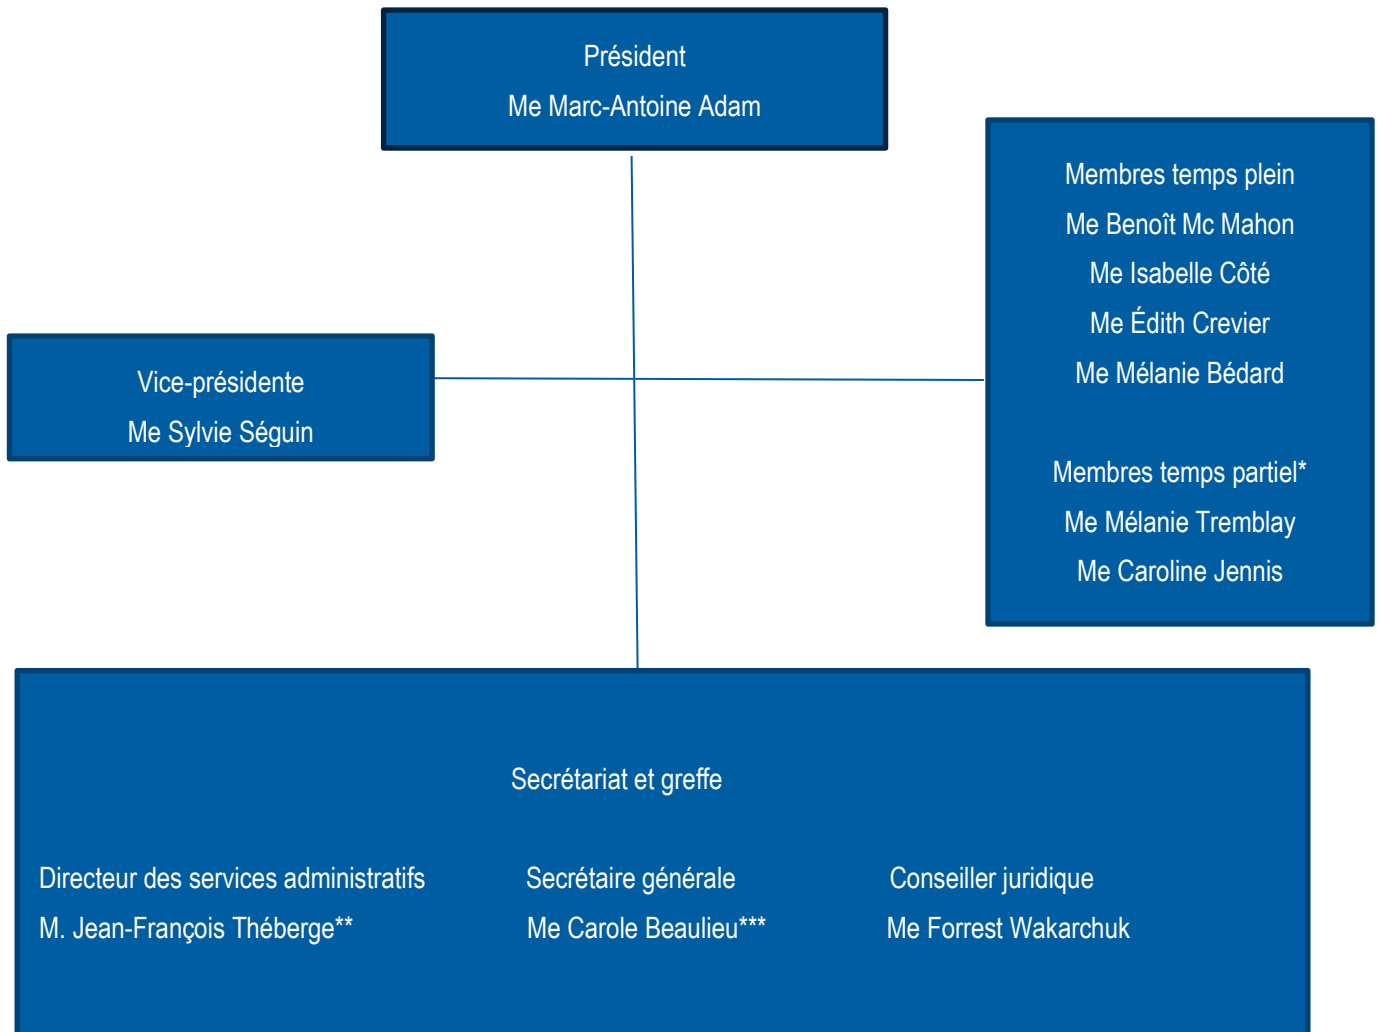 Président
Me Marc-Antoine Adam
Membres temps plein
Me Benoît Mc Mahon
Me Isabelle Côté
Me Édith Crevier
Me Mélanie Bédard
Membres temps partiel*
Me Mélanie Tremblay
Me Caroline Jennis
Vice-présidente
Me Sylvie Séguin
Secrétariat et greffe
Directeur des services administratifs Secrétaire générale Conseiller juridique
M. Jean-François Théberge** Me Carole Beaulieu*** Me Forrest Wakarchuk